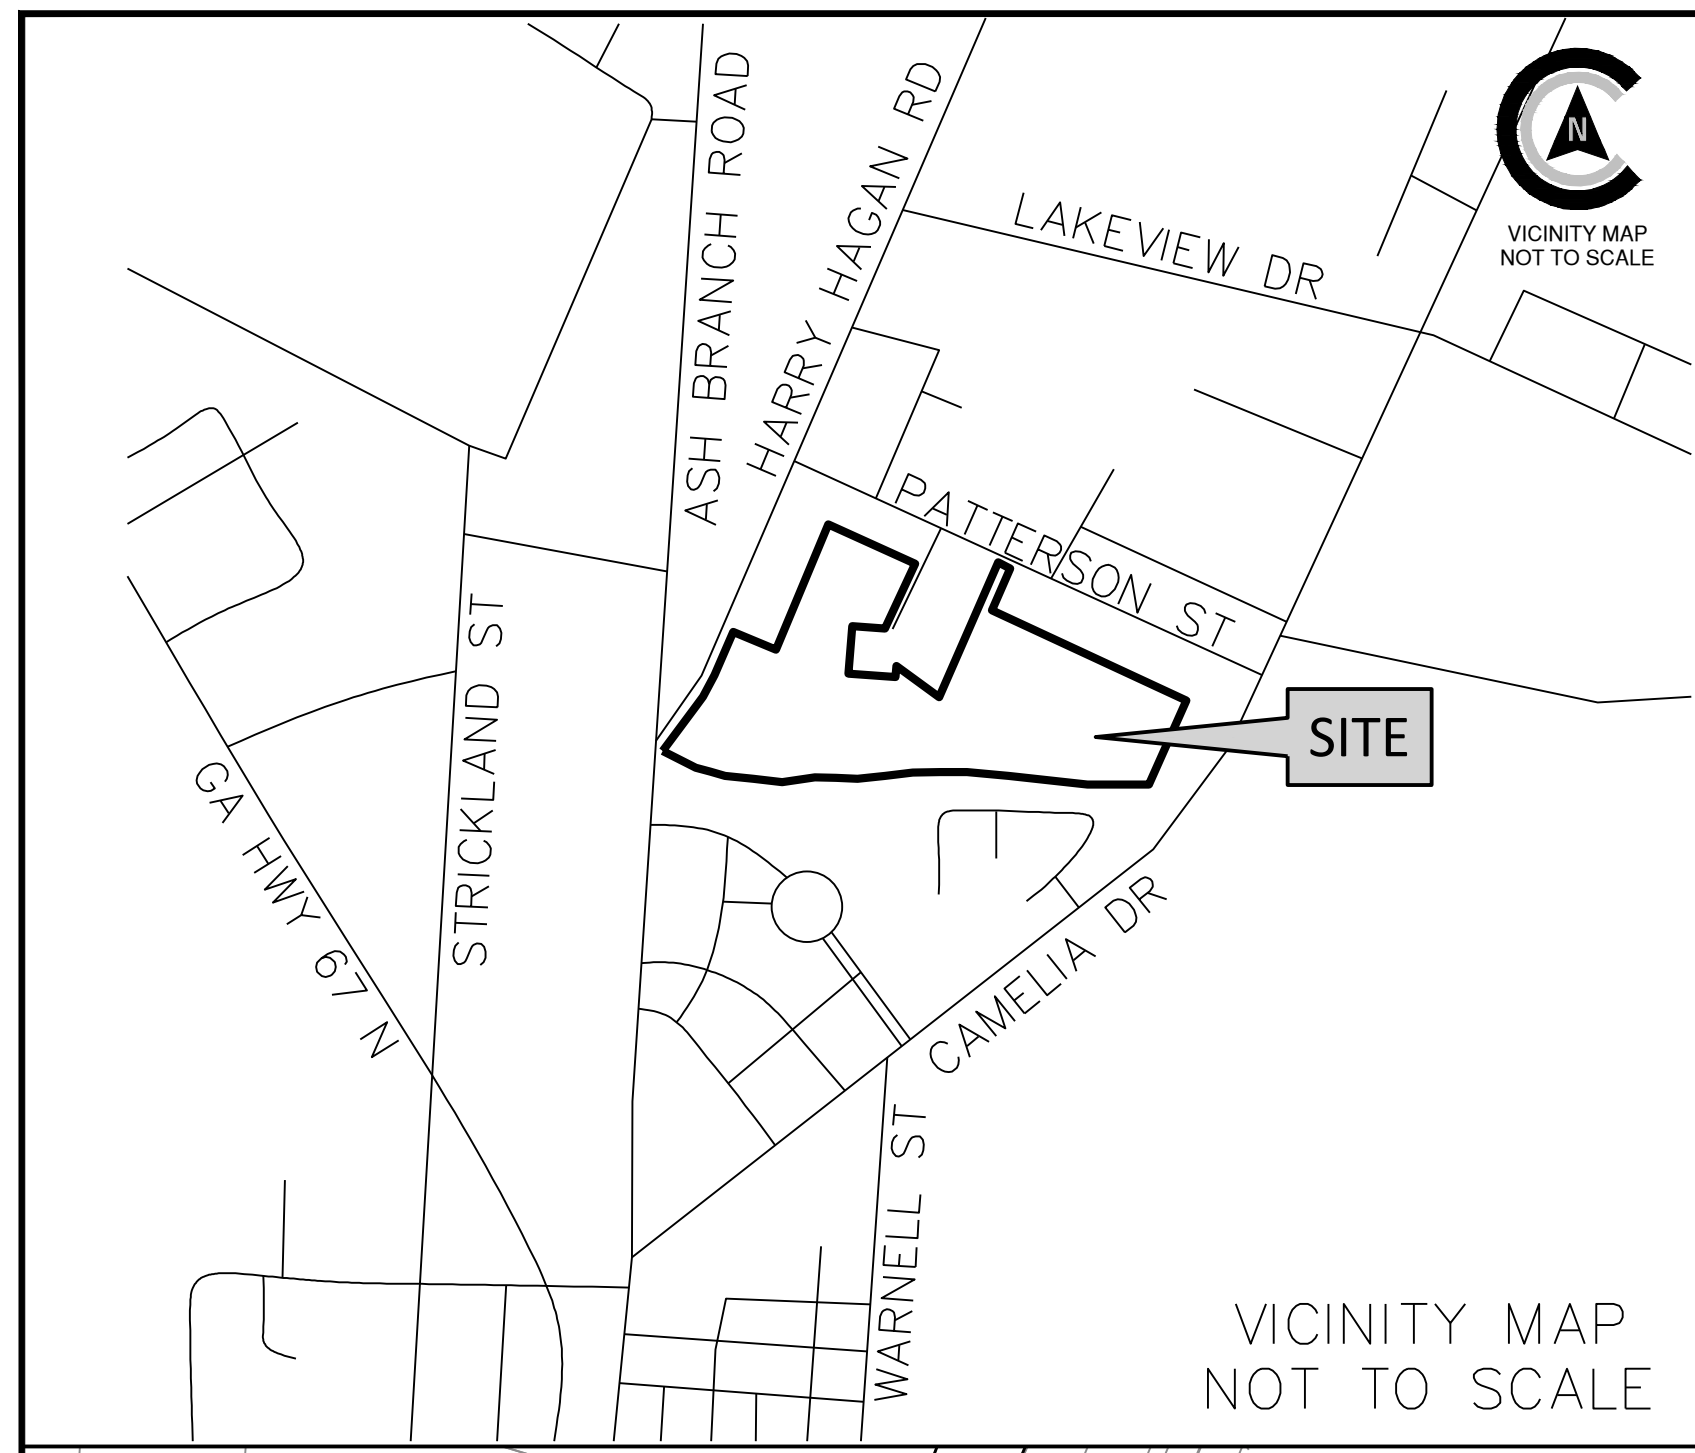 N
VICINITY MAP
NOT TO SCALE
ASH BRANCH ROAD
HARRY HAGAN RD
LAKEVIEW DR
PATTERSON ST
STRICKLAND ST
SITE
GA HWY 67 N
CAMELIA DR
WARNELL ST
VICINITY MAP
NOT TO SCALE